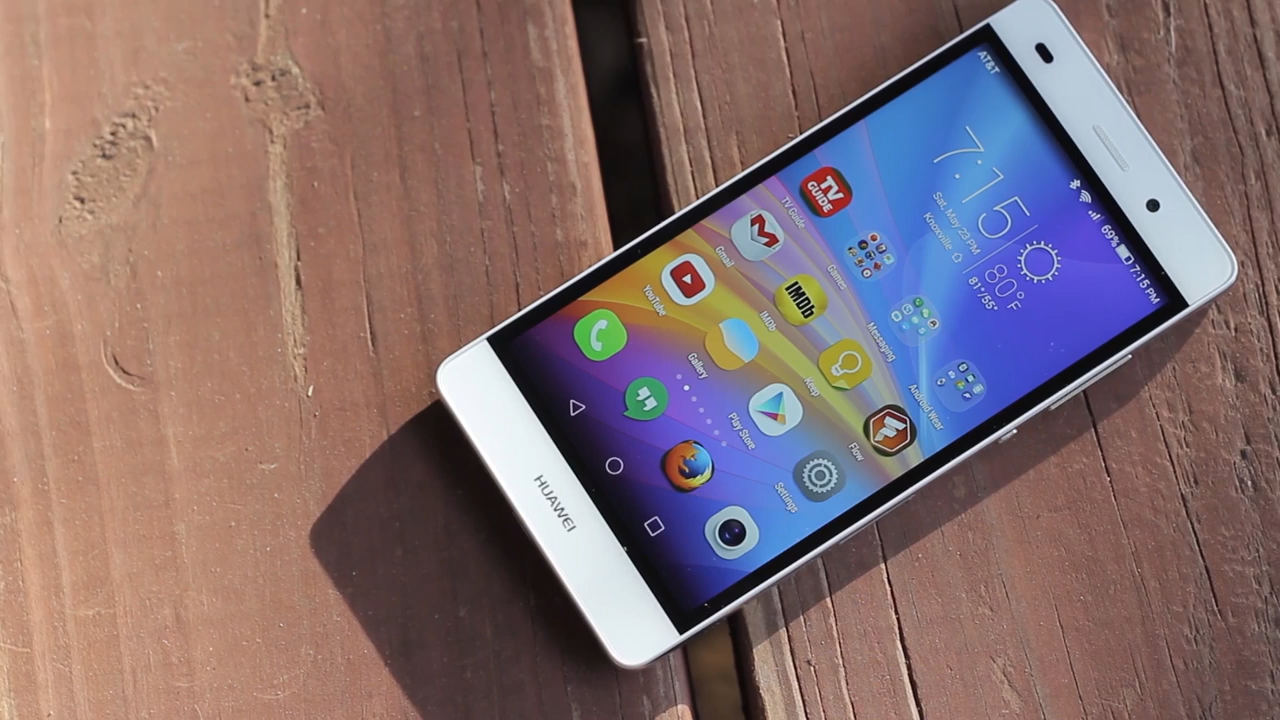 AT&T
69% 7:15 PM
7:15
Sat, May 23 PM
Knoxville
80°F
81°/55°
TV GUIDE
TV Guide
Games
Messaging
Android Wear
Gmail
IMDb
IMDb
Keep
Flow
YouTube
Gallery
Play Store
Settings
HUAWEI